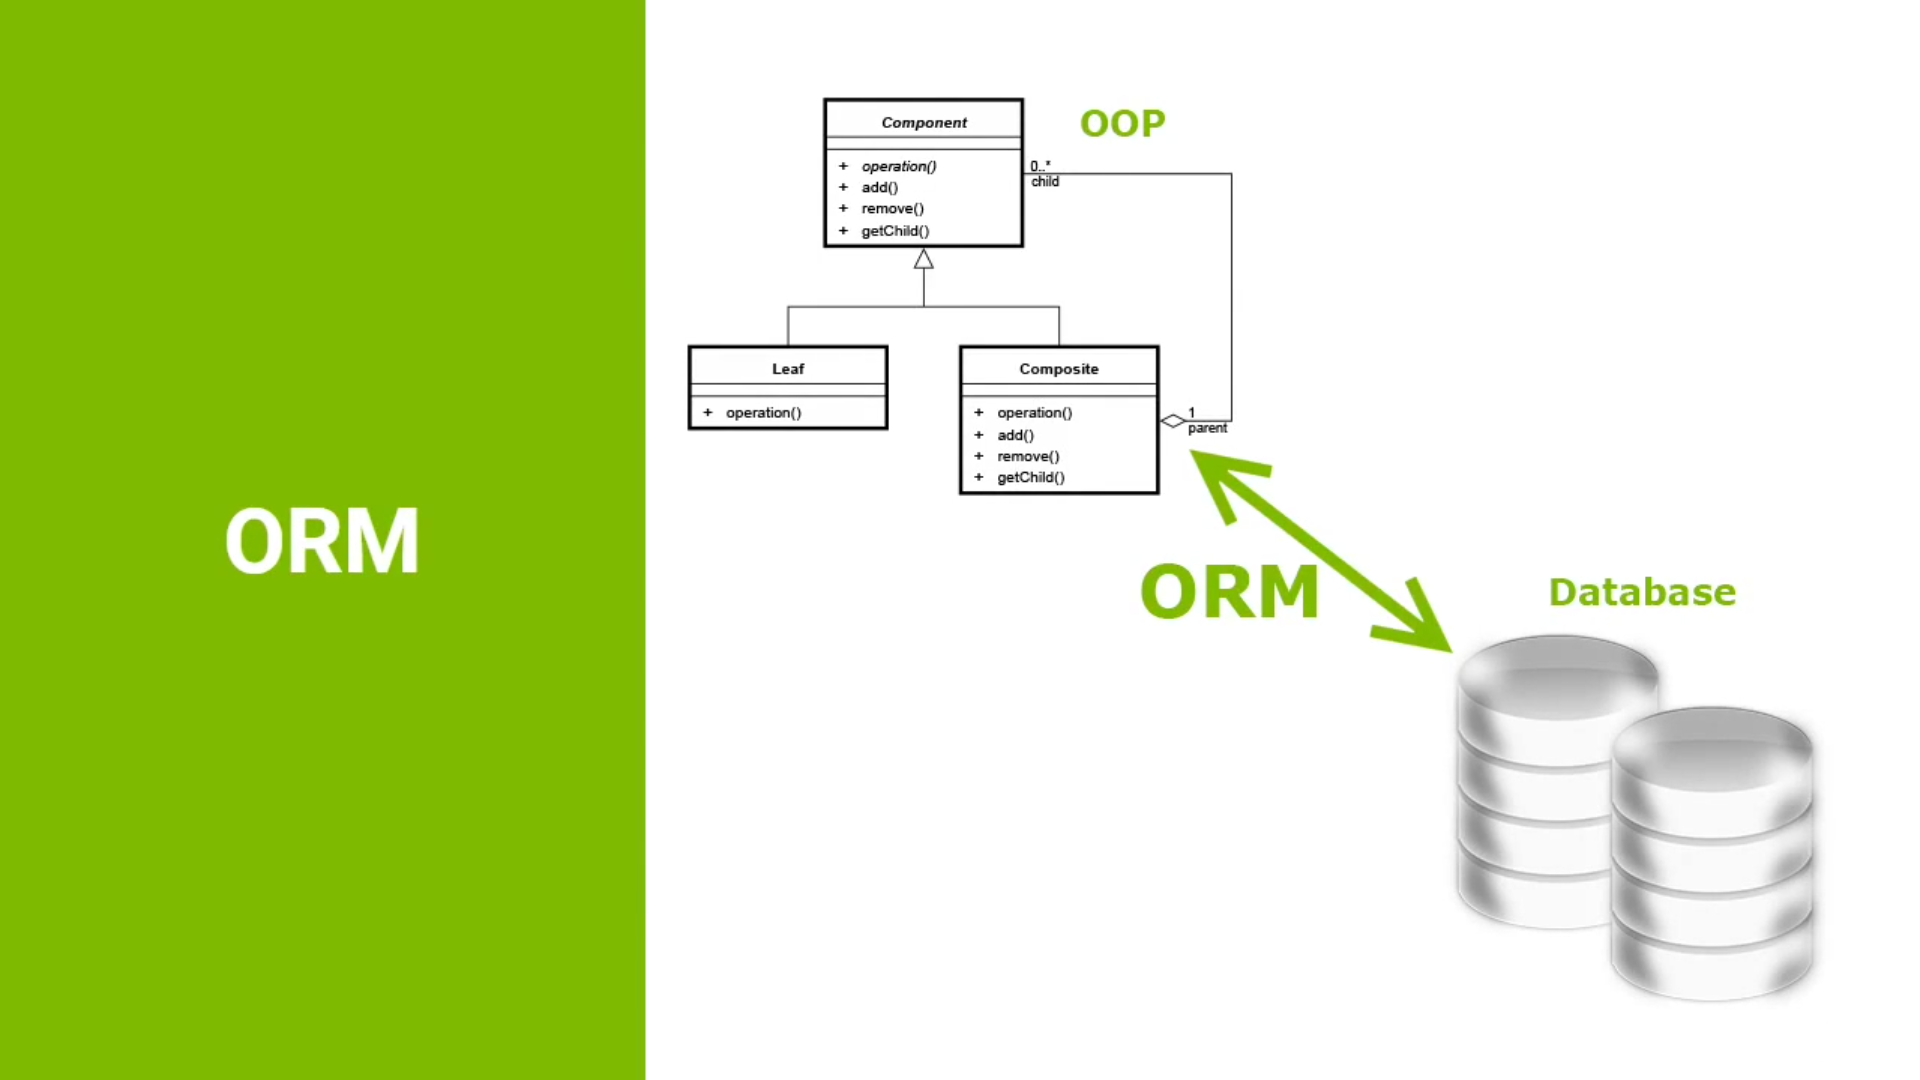 ORM
OOP
Component
+ operation()
+ add()
+ remove()
+ getChild()
0..*
child
Leaf
+ operation()
Composite
+ operation()
+ add()
+ remove()
+ getChild()
1
parent
ORM
Database